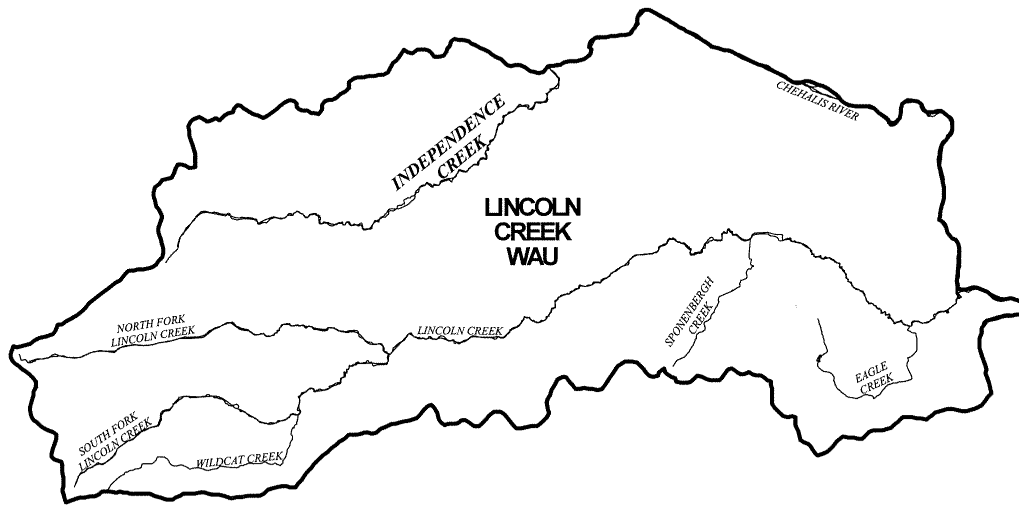 CHEHALIS RIVER
INDEPENDENCE
CREEK
LINCOLN
CREEK
WAU
SPONENBERGH
CREEK
NORTH FORK
LINCOLN CREEK
LINCOLN CREEK
EAGLE
CREEK
SOUTH FORK
LINCOLN CREEK
WILDCAT CREEK